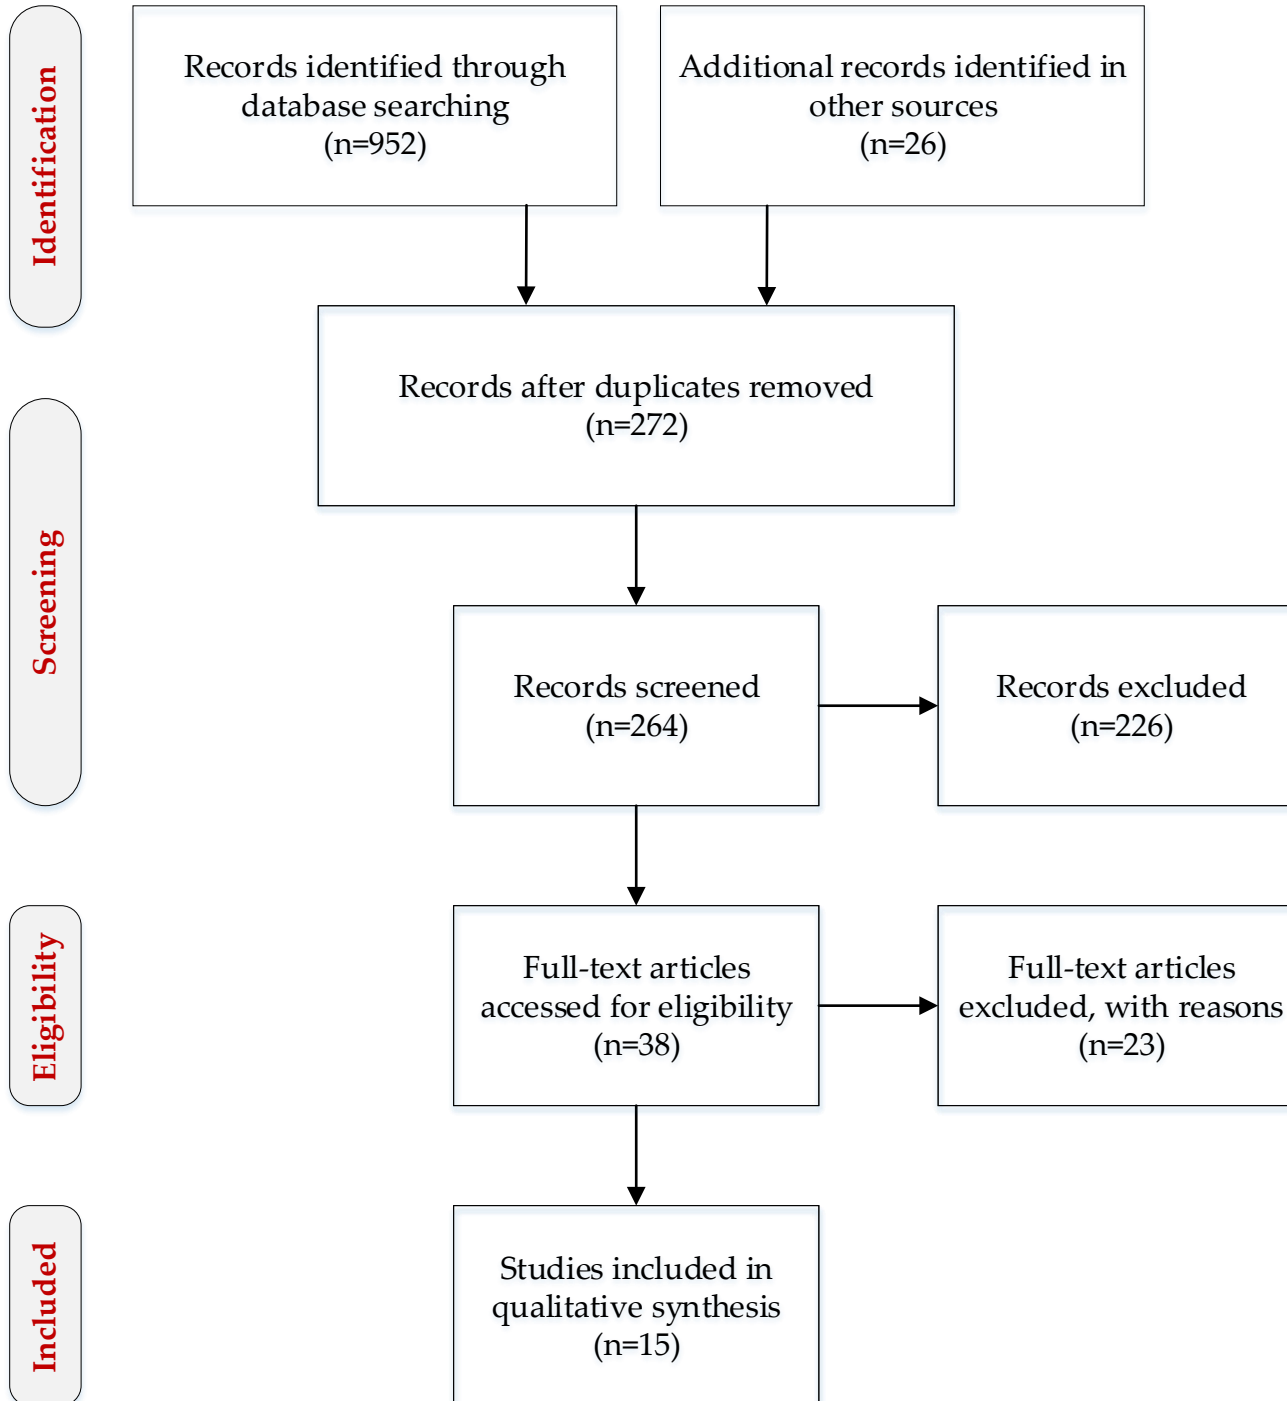 Identification
Records identified through
database searching
(n=952)
Additional records identified in
other sources
(n=26)
Records after duplicates removed
(n=272)
Screening
Records screened
(n=264)
Records excluded
(n=226)
Eligibility
Full-text articles
accessed for eligibility
(n=38)
Full-text articles
excluded, with reasons
(n=23)
Included
Studies included in
qualitative synthesis
(n=15)